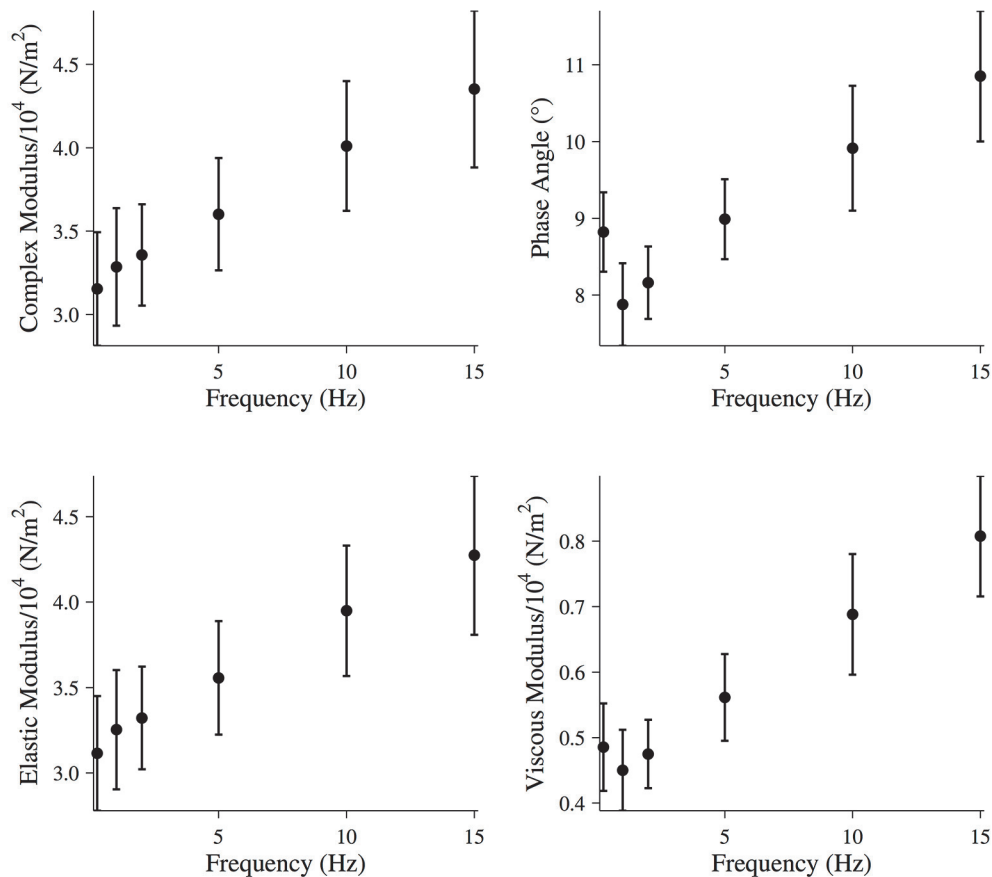 Complex Modulus/10⁴ (N/m²)
4.5
4.0
3.5
3.0
5 10 15
Frequency (Hz)
Phase Angle (°)
11
10
9
8
5 10 15
Frequency (Hz)
Elastic Modulus/10⁴ (N/m²)
4.5
4.0
3.5
3.0
5 10 15
Frequency (Hz)
Viscous Modulus/10⁴ (N/m²)
0.8
0.7
0.6
0.5
0.4
5 10 15
Frequency (Hz)